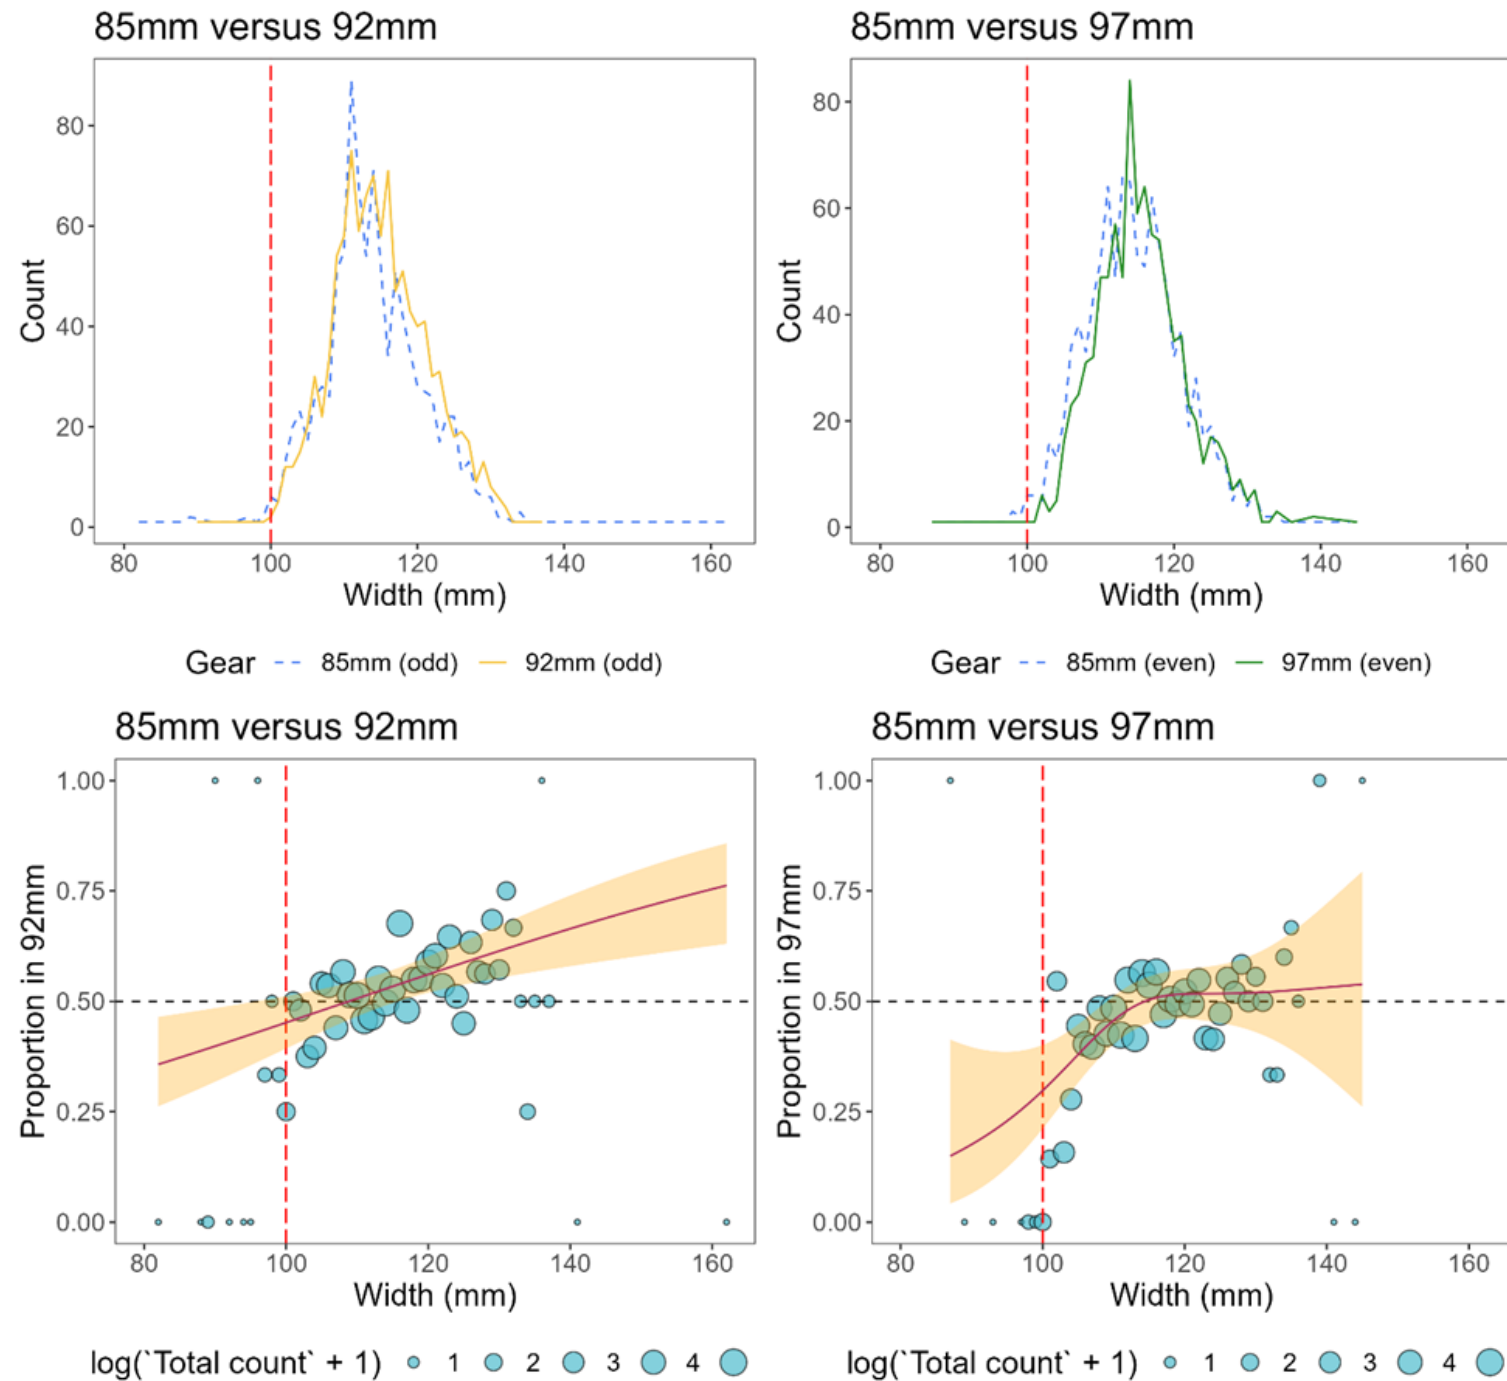 85mm versus 92mm
85mm versus 97mm
80
60
40
20
0
Count
80
100
120
140
160
Width (mm)
Gear 85mm (odd) 92mm (odd)
80
60
40
20
0
Count
80
100
120
140
160
Width (mm)
Gear 85mm (even) 97mm (even)
85mm versus 92mm
85mm versus 97mm
1.00
0.75
0.50
0.25
0.00
Proportion in 92mm
80
100
120
140
160
Width (mm)
log(`Total count` + 1) 1 2 3 4
1.00
0.75
0.50
0.25
0.00
Proportion in 97mm
80
100
120
140
160
Width (mm)
log(`Total count` + 1) 1 2 3 4